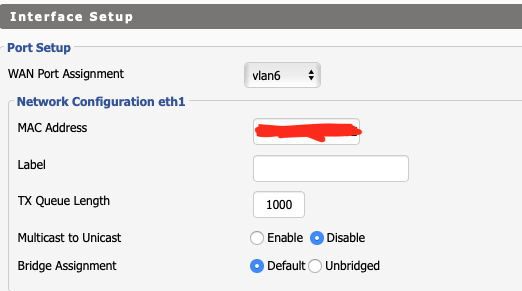 Interface Setup
Port Setup
WAN Port Assignment vlan6
Network Configuration eth1
MAC Address
Label
TX Queue Length 1000
Multicast to Unicast Enable Disable
Bridge Assignment Default Unbridged